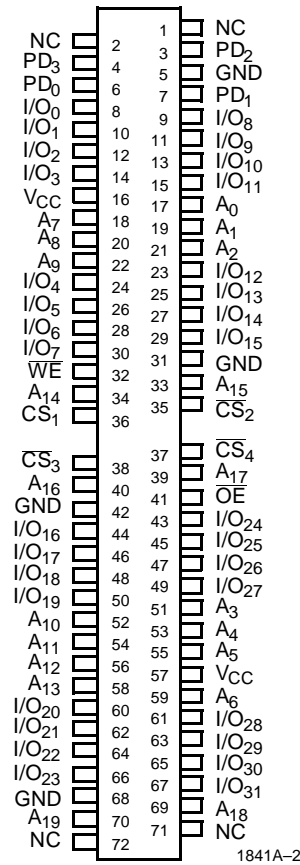 1 NC
NC 2
3 PD2
PD3 4
5 GND
PD0 6
7 PD1
I/O0 8
9 I/O8
I/O1 10
11 I/O9
I/O2 12
13 I/O10
I/O3 14
15 I/O11
VCC 16
17 A0
A7 18
19 A1
A8 20
21 A2
A9 22
23 I/O12
I/O4 24
25 I/O13
I/O5 26
27 I/O14
I/O6 28
29 I/O15
I/O7 30
31 GND
W̅E̅ 32
33 A15
A14 34
35 C̅S̅2
CS1 36
37 C̅S̅4
C̅S̅3 38
39 A17
A16 40
41 O̅E̅
GND 42
43 I/O24
I/O16 44
45 I/O25
I/O17 46
47 I/O26
I/O18 48
49 I/O27
I/O19 50
51 A3
A10 52
53 A4
A11 54
55 A5
A12 56
57 VCC
A13 58
59 A6
I/O20 60
61 I/O28
I/O21 62
63 I/O29
I/O22 64
65 I/O30
I/O23 66
67 I/O31
GND 68
69 A18
A19 70
71 NC
NC 72
1841A–2